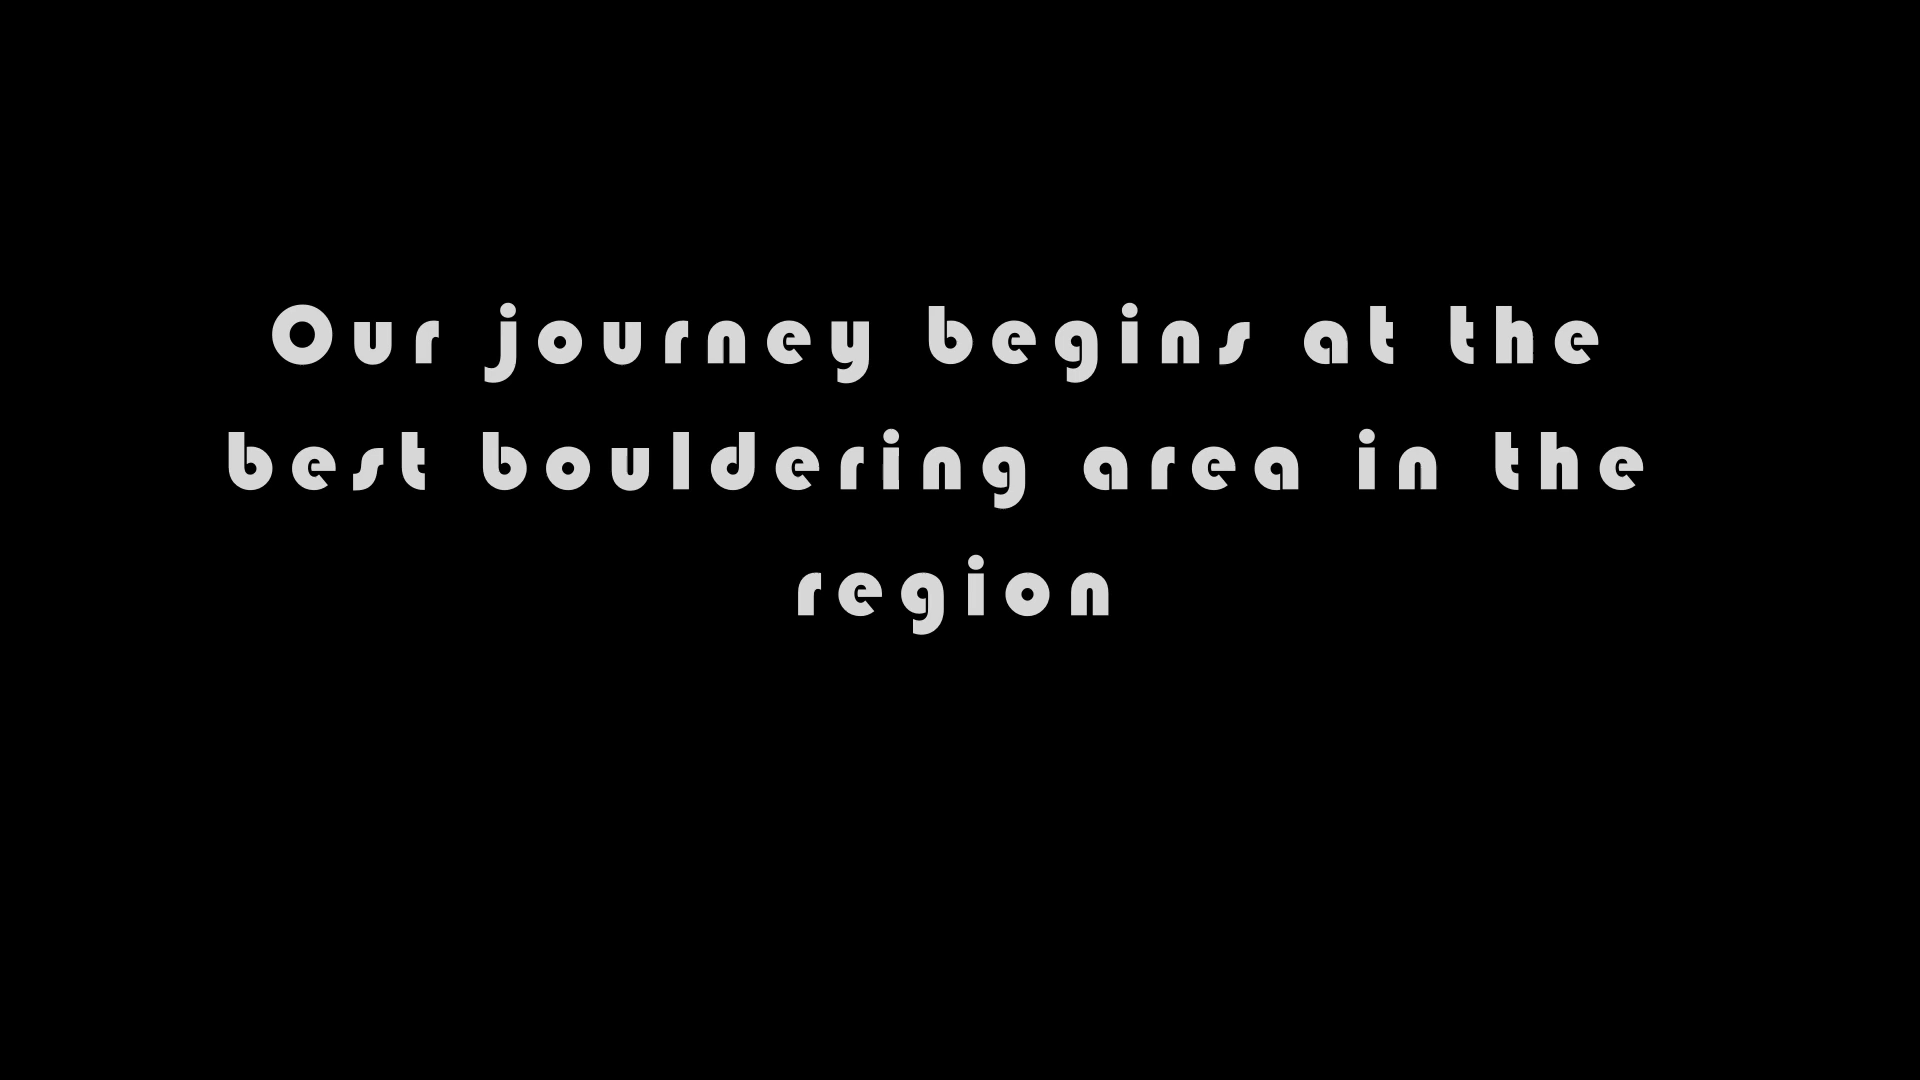 Our journey begins at the
best bouldering area in the
region